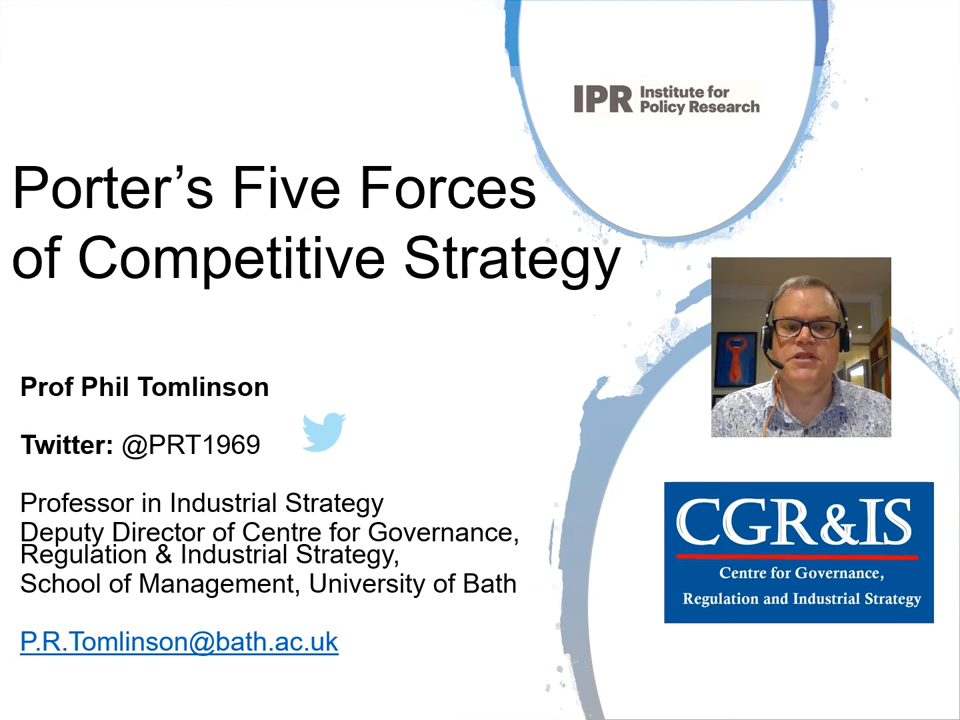 IPR Institute for
Policy Research
Porter's Five Forces
of Competitive Strategy
Prof Phil Tomlinson
Twitter: @PRT1969
Professor in Industrial Strategy
Deputy Director of Centre for Governance,
Regulation & Industrial Strategy,
School of Management, University of Bath
P.R.Tomlinson@bath.ac.uk
CGR&IS
Centre for Governance,
Regulation and Industrial Strategy